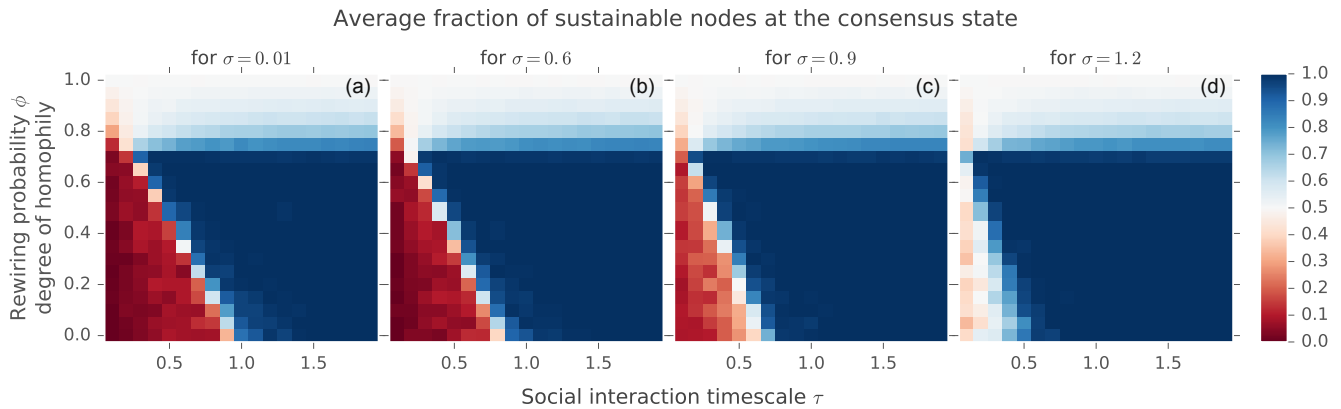 Average fraction of sustainable nodes at the consensus state
for σ = 0.01
for σ = 0.6
for σ = 0.9
for σ = 1.2
(a)
(b)
(c)
(d)
Rewiring probability ϕ
degree of homophily
1.0
0.8
0.6
0.4
0.2
0.0
0.5 1.0 1.5
0.5 1.0 1.5
0.5 1.0 1.5
0.5 1.0 1.5
Social interaction timescale τ
1.0
0.9
0.8
0.7
0.6
0.5
0.4
0.3
0.2
0.1
0.0